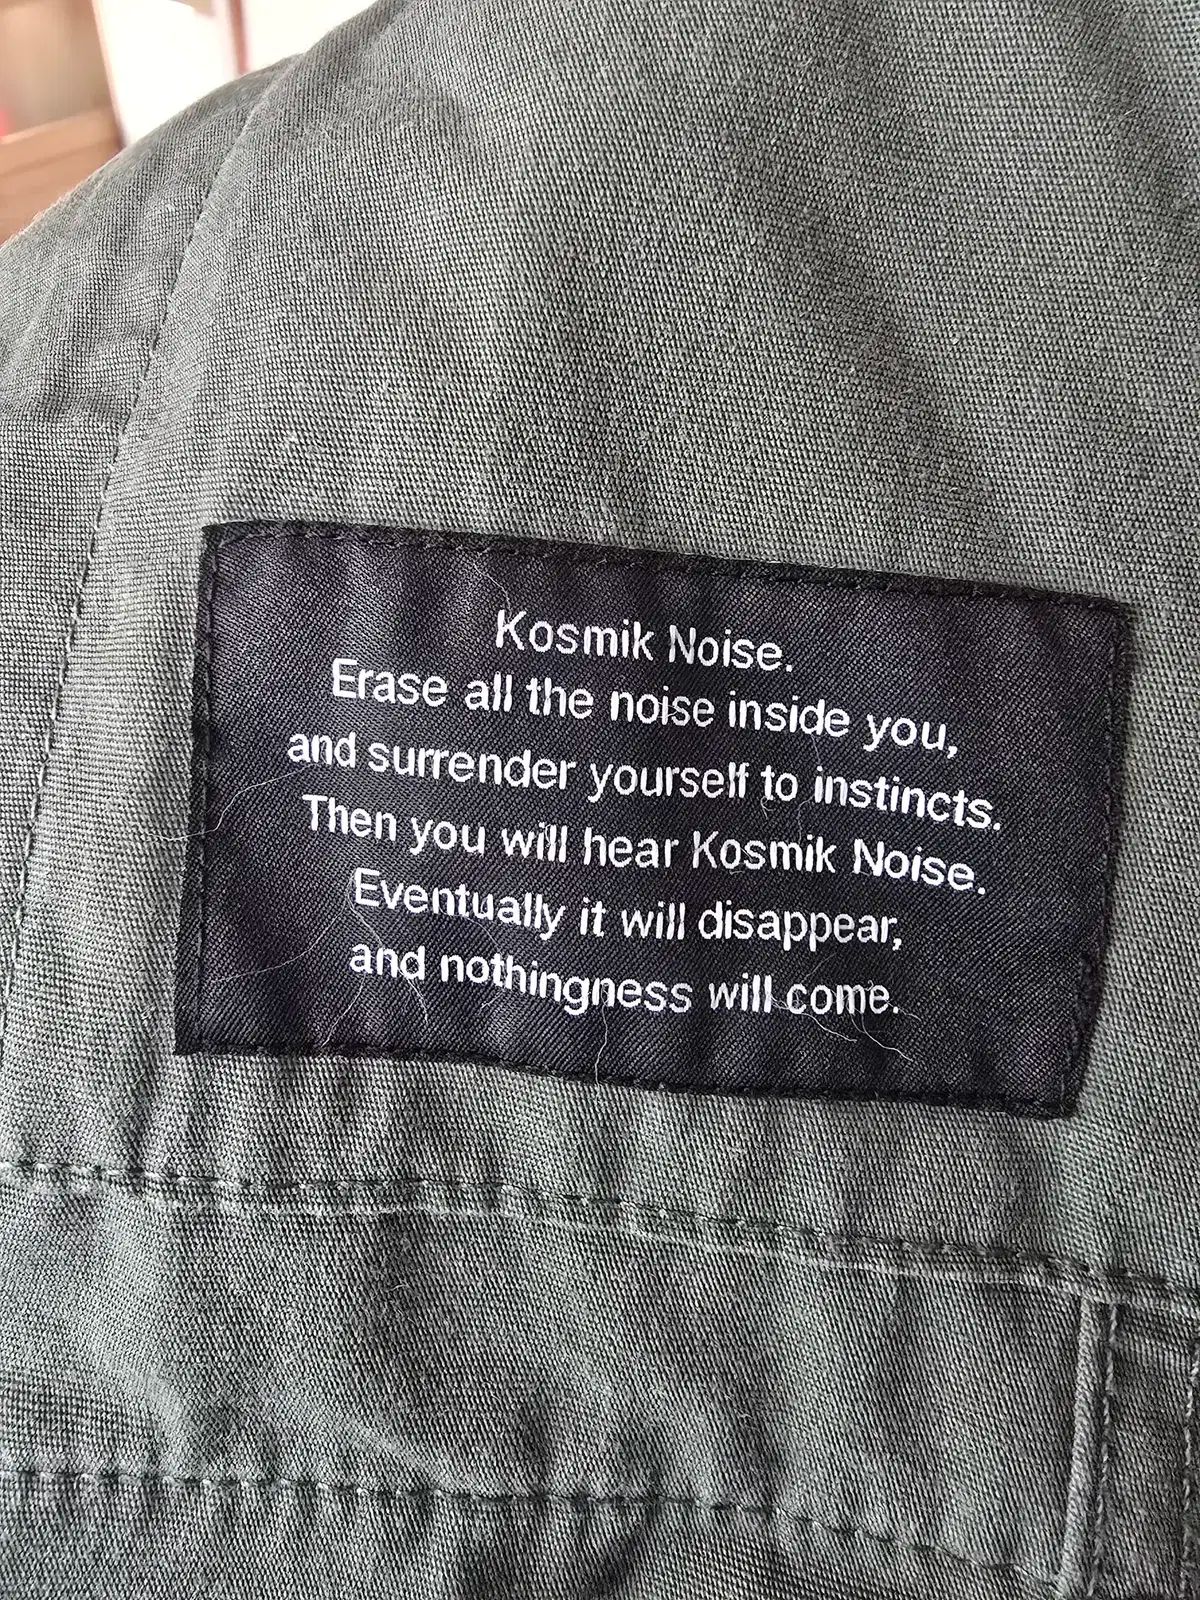 Kosmik Noise.
Erase all the noise inside you,
and surrender yourself to instincts.
Then you will hear Kosmik Noise.
Eventually it will disappear,
and nothingness will come.